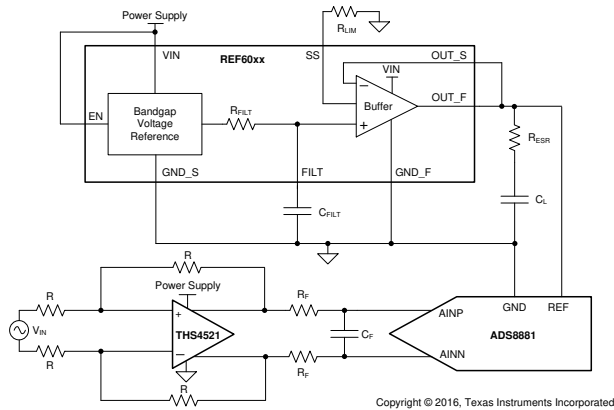 Power Supply
R_LIM
VIN
REF60xx
SS
OUT_S
VIN
EN
Bandgap
Voltage
Reference
R_FILT
Buffer
OUT_F
R_ESR
GND_S
FILT
GND_F
C_FILT
C_L
R
Power Supply
R
R_F
GND
REF
V_IN
+
THS4521
−
C_F
AINP
ADS8881
AINN
R
R_F
R
−
+
Copyright © 2016, Texas Instruments Incorporated